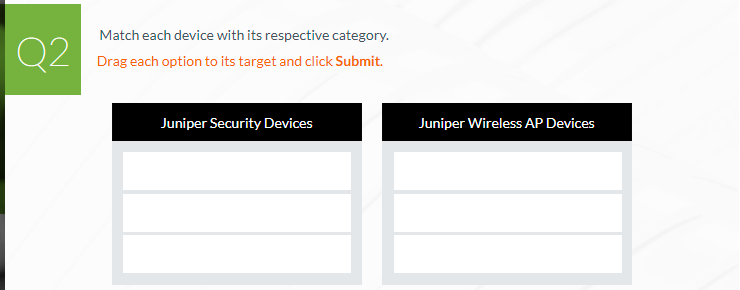 Q2
Match each device with its respective category.
Drag each option to its target and click Submit.
Juniper Security Devices
Juniper Wireless AP Devices